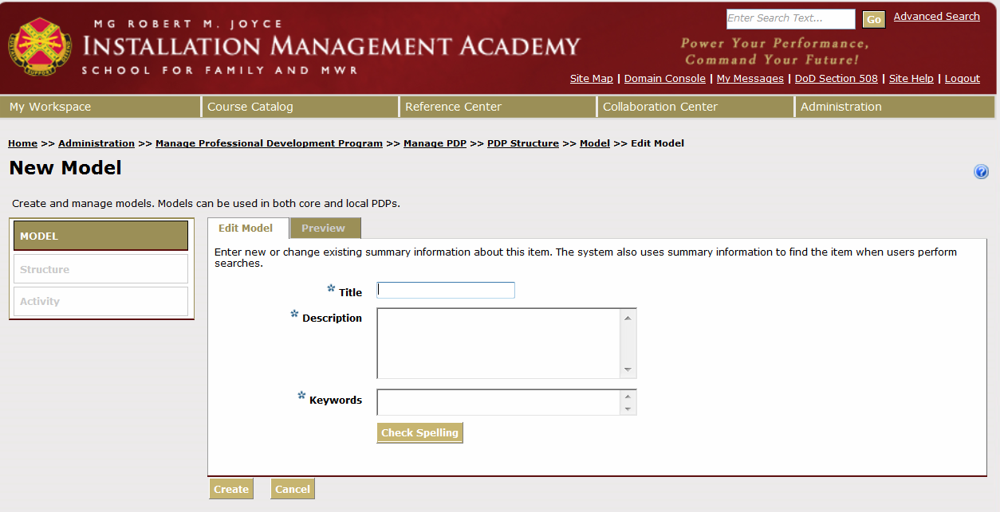 MG ROBERT M. JOYCE
INSTALLATION MANAGEMENT ACADEMY
SCHOOL FOR FAMILY AND MWR
Enter Search Text...
Go
Advanced Search
Power Your Performance,
Command Your Future!
Site Map | Domain Console | My Messages | DoD Section 508 | Site Help | Logout
My Workspace
Course Catalog
Reference Center
Collaboration Center
Administration
Home >> Administration >> Manage Professional Development Program >> Manage PDP >> PDP Structure >> Model >> Edit Model
New Model
?
Create and manage models. Models can be used in both core and local PDPs.
MODEL
Structure
Activity
Edit Model
Preview
Enter new or change existing summary information about this item. The system also uses summary information to find the item when users perform
searches.
* Title
* Description
* Keywords
Check Spelling
Create
Cancel